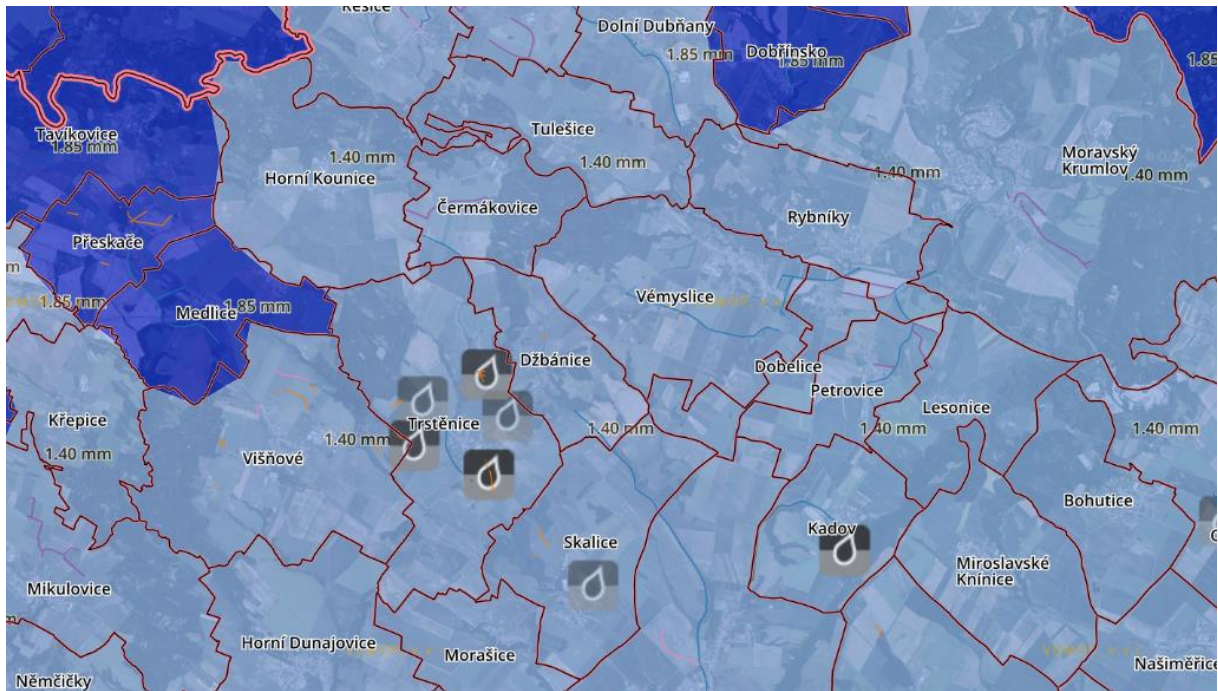 Dolní Dubňany
1.85 mm
Dobřínsko
1.85 mm
1.85
Tavíkovice
1.85 mm
Tulešice
1.40 mm
1.40 mm
Horní Kounice
Moravský
Krumlov
1.40 mm
1.40 mm
Čermákovice
Rybníky
Přeskače
m
1.85 mm
Medlice
1.85 mm
Vémyslice
Džbánice
Dobelice
Petrovice
Křepice
1.40 mm
Trstěnice
1.40 mm
Višňové
1.40 mm
Lesonice
1.40 mm
1.40 mm
Bohutice
Skalice
Kadov
Miroslavské
Knínice
Mikulovice
Horní Dunajovice
Morašice
Našiměřice
Němčičky